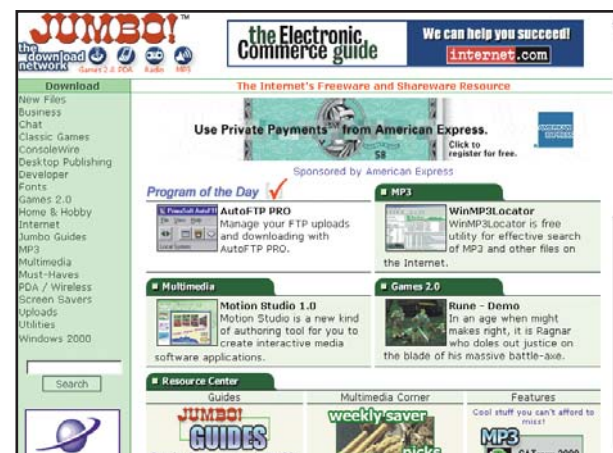 JUMBO!™
the download network
Games 2.0 PDA Radio MP3
the Electronic Commerce guide
We can help you succeed!
internet.com
Download
New Files
Business
Chat
Classic Games
ConsoleWire
Desktop Publishing
Developer
Fonts
Games 2.0
Home & Hobby
Internet
Jumbo Guides
MP3
Multimedia
Must-Haves
PDA / Wireless
Screen Savers
Uploads
Utilities
Windows 2000
Search
The Internet's Freeware and Shareware Resource
Use Private Payments℠ from American Express.
58
Click to
register for free.
Sponsored by American Express
Program of the Day
AutoFTP PRO
Manage your FTP uploads
and downloading with
AutoFTP PRO.
MP3
WinMP3Locator
WinMP3Locator is free
utility for effective search
of MP3 and other files on
the Internet.
Multimedia
Motion Studio 1.0
Motion Studio is a new kind
of authoring tool for you to
create interactive media
software applications.
Games 2.0
Rune - Demo
In an age when might
makes right, it is Ragnar
who doles out justice on
the blade of his massive battle-axe.
Resource Center
Guides
JUMBO!
GUIDES
Multimedia Corner
weekly saver
picks
Features
Cool stuff you can't afford to
miss!
MP3